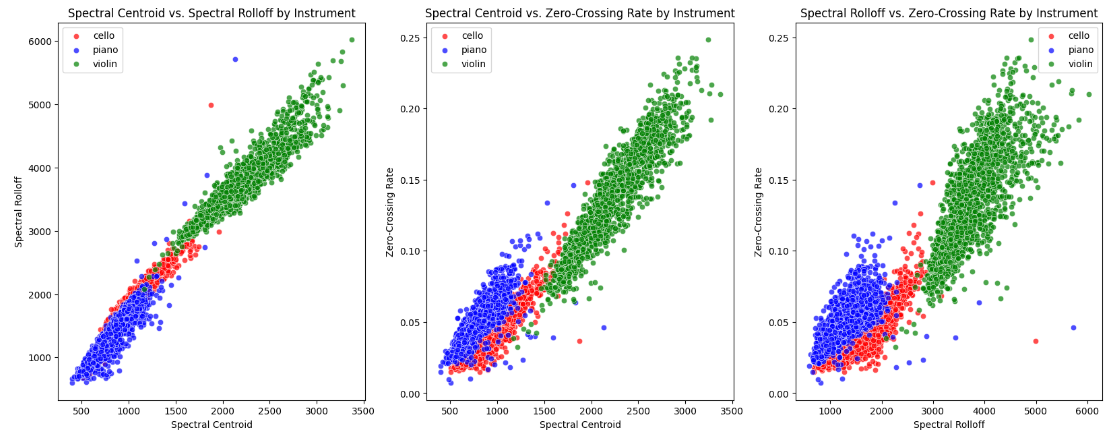 Spectral Centroid vs. Spectral Rolloff by Instrument
cello
piano
violin
6000
5000
4000
3000
2000
1000
Spectral Rolloff
500
1000
1500
2000
2500
3000
3500
Spectral Centroid
Spectral Centroid vs. Zero-Crossing Rate by Instrument
cello
piano
violin
0.25
0.20
0.15
0.10
0.05
0.00
Zero-Crossing Rate
500
1000
1500
2000
2500
3000
3500
Spectral Centroid
Spectral Rolloff vs. Zero-Crossing Rate by Instrument
cello
piano
violin
0.25
0.20
0.15
0.10
0.05
0.00
Zero-Crossing Rate
1000
2000
3000
4000
5000
6000
Spectral Rolloff